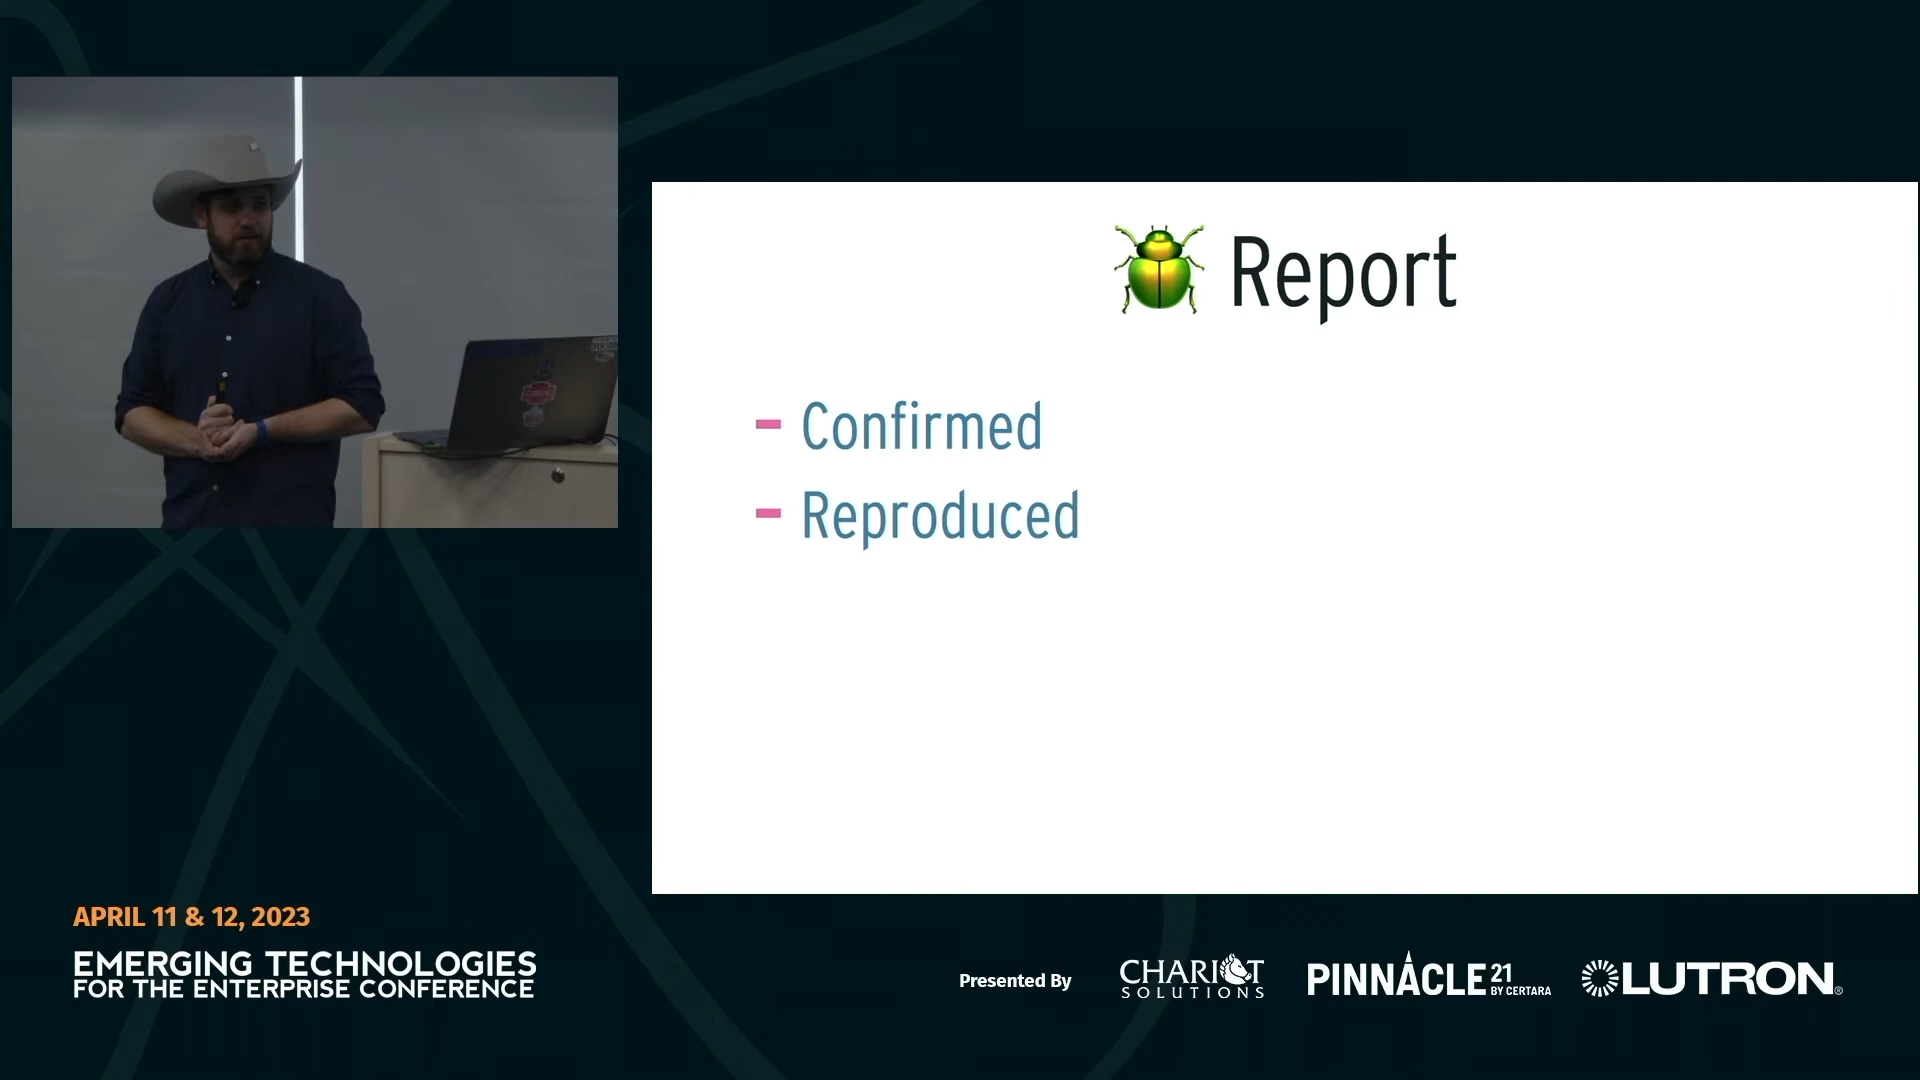 Report
- Confirmed
- Reproduced
APRIL 11 & 12, 2023
EMERGING TECHNOLOGIES
FOR THE ENTERPRISE CONFERENCE
Presented By
CHARIOT
SOLUTIONS
PINNACLE 21
BY CERTARA
LUTRON®